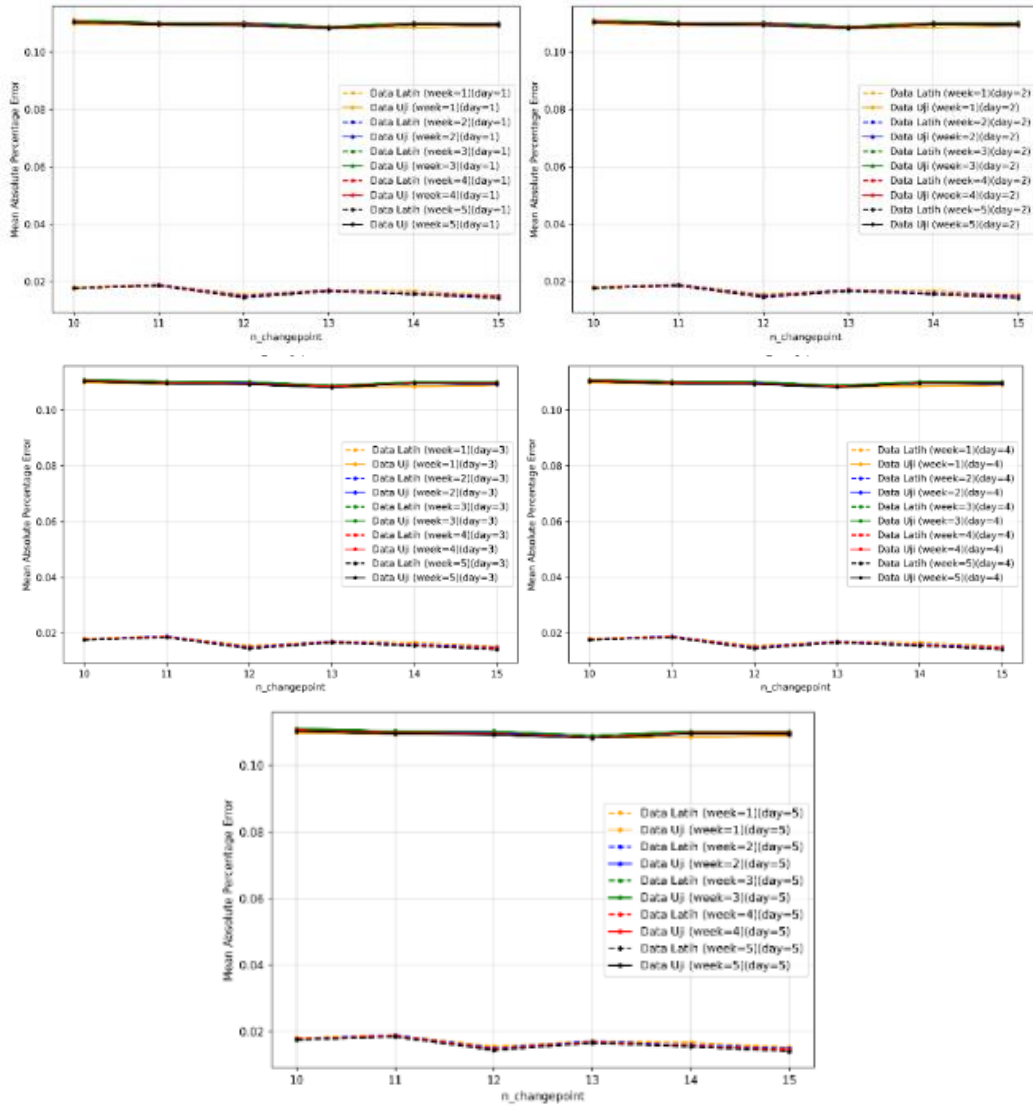 Mean Absolute Percentage Error
0.10
0.08
0.06
0.04
0.02
Data Latih (week=1)(day=1)
Data Uji (week=1)(day=1)
Data Latih (week=2)(day=1)
Data Uji (week=2)(day=1)
Data Latih (week=3)(day=1)
Data Uji (week=3)(day=1)
Data Latih (week=4)(day=1)
Data Uji (week=4)(day=1)
Data Latih (week=5)(day=1)
Data Uji (week=5)(day=1)
10 11 12 13 14 15
n_changepoint
Mean Absolute Percentage Error
0.10
0.08
0.06
0.04
0.02
Data Latih (week=1)(day=2)
Data Uji (week=1)(day=2)
Data Latih (week=2)(day=2)
Data Uji (week=2)(day=2)
Data Latih (week=3)(day=2)
Data Uji (week=3)(day=2)
Data Latih (week=4)(day=2)
Data Uji (week=4)(day=2)
Data Latih (week=5)(day=2)
Data Uji (week=5)(day=2)
10 11 12 13 14 15
n_changepoint
Mean Absolute Percentage Error
0.10
0.08
0.06
0.04
0.02
Data Latih (week=1)(day=3)
Data Uji (week=1)(day=3)
Data Latih (week=2)(day=3)
Data Uji (week=2)(day=3)
Data Latih (week=3)(day=3)
Data Uji (week=3)(day=3)
Data Latih (week=4)(day=3)
Data Uji (week=4)(day=3)
Data Latih (week=5)(day=3)
Data Uji (week=5)(day=3)
10 11 12 13 14 15
n_changepoint
Mean Absolute Percentage Error
0.10
0.08
0.06
0.04
0.02
Data Latih (week=1)(day=4)
Data Uji (week=1)(day=4)
Data Latih (week=2)(day=4)
Data Uji (week=2)(day=4)
Data Latih (week=3)(day=4)
Data Uji (week=3)(day=4)
Data Latih (week=4)(day=4)
Data Uji (week=4)(day=4)
Data Latih (week=5)(day=4)
Data Uji (week=5)(day=4)
10 11 12 13 14 15
n_changepoint
Mean Absolute Percentage Error
0.10
0.08
0.06
0.04
0.02
Data Latih (week=1)(day=5)
Data Uji (week=1)(day=5)
Data Latih (week=2)(day=5)
Data Uji (week=2)(day=5)
Data Latih (week=3)(day=5)
Data Uji (week=3)(day=5)
Data Latih (week=4)(day=5)
Data Uji (week=4)(day=5)
Data Latih (week=5)(day=5)
Data Uji (week=5)(day=5)
10 11 12 13 14 15
n_changepoint